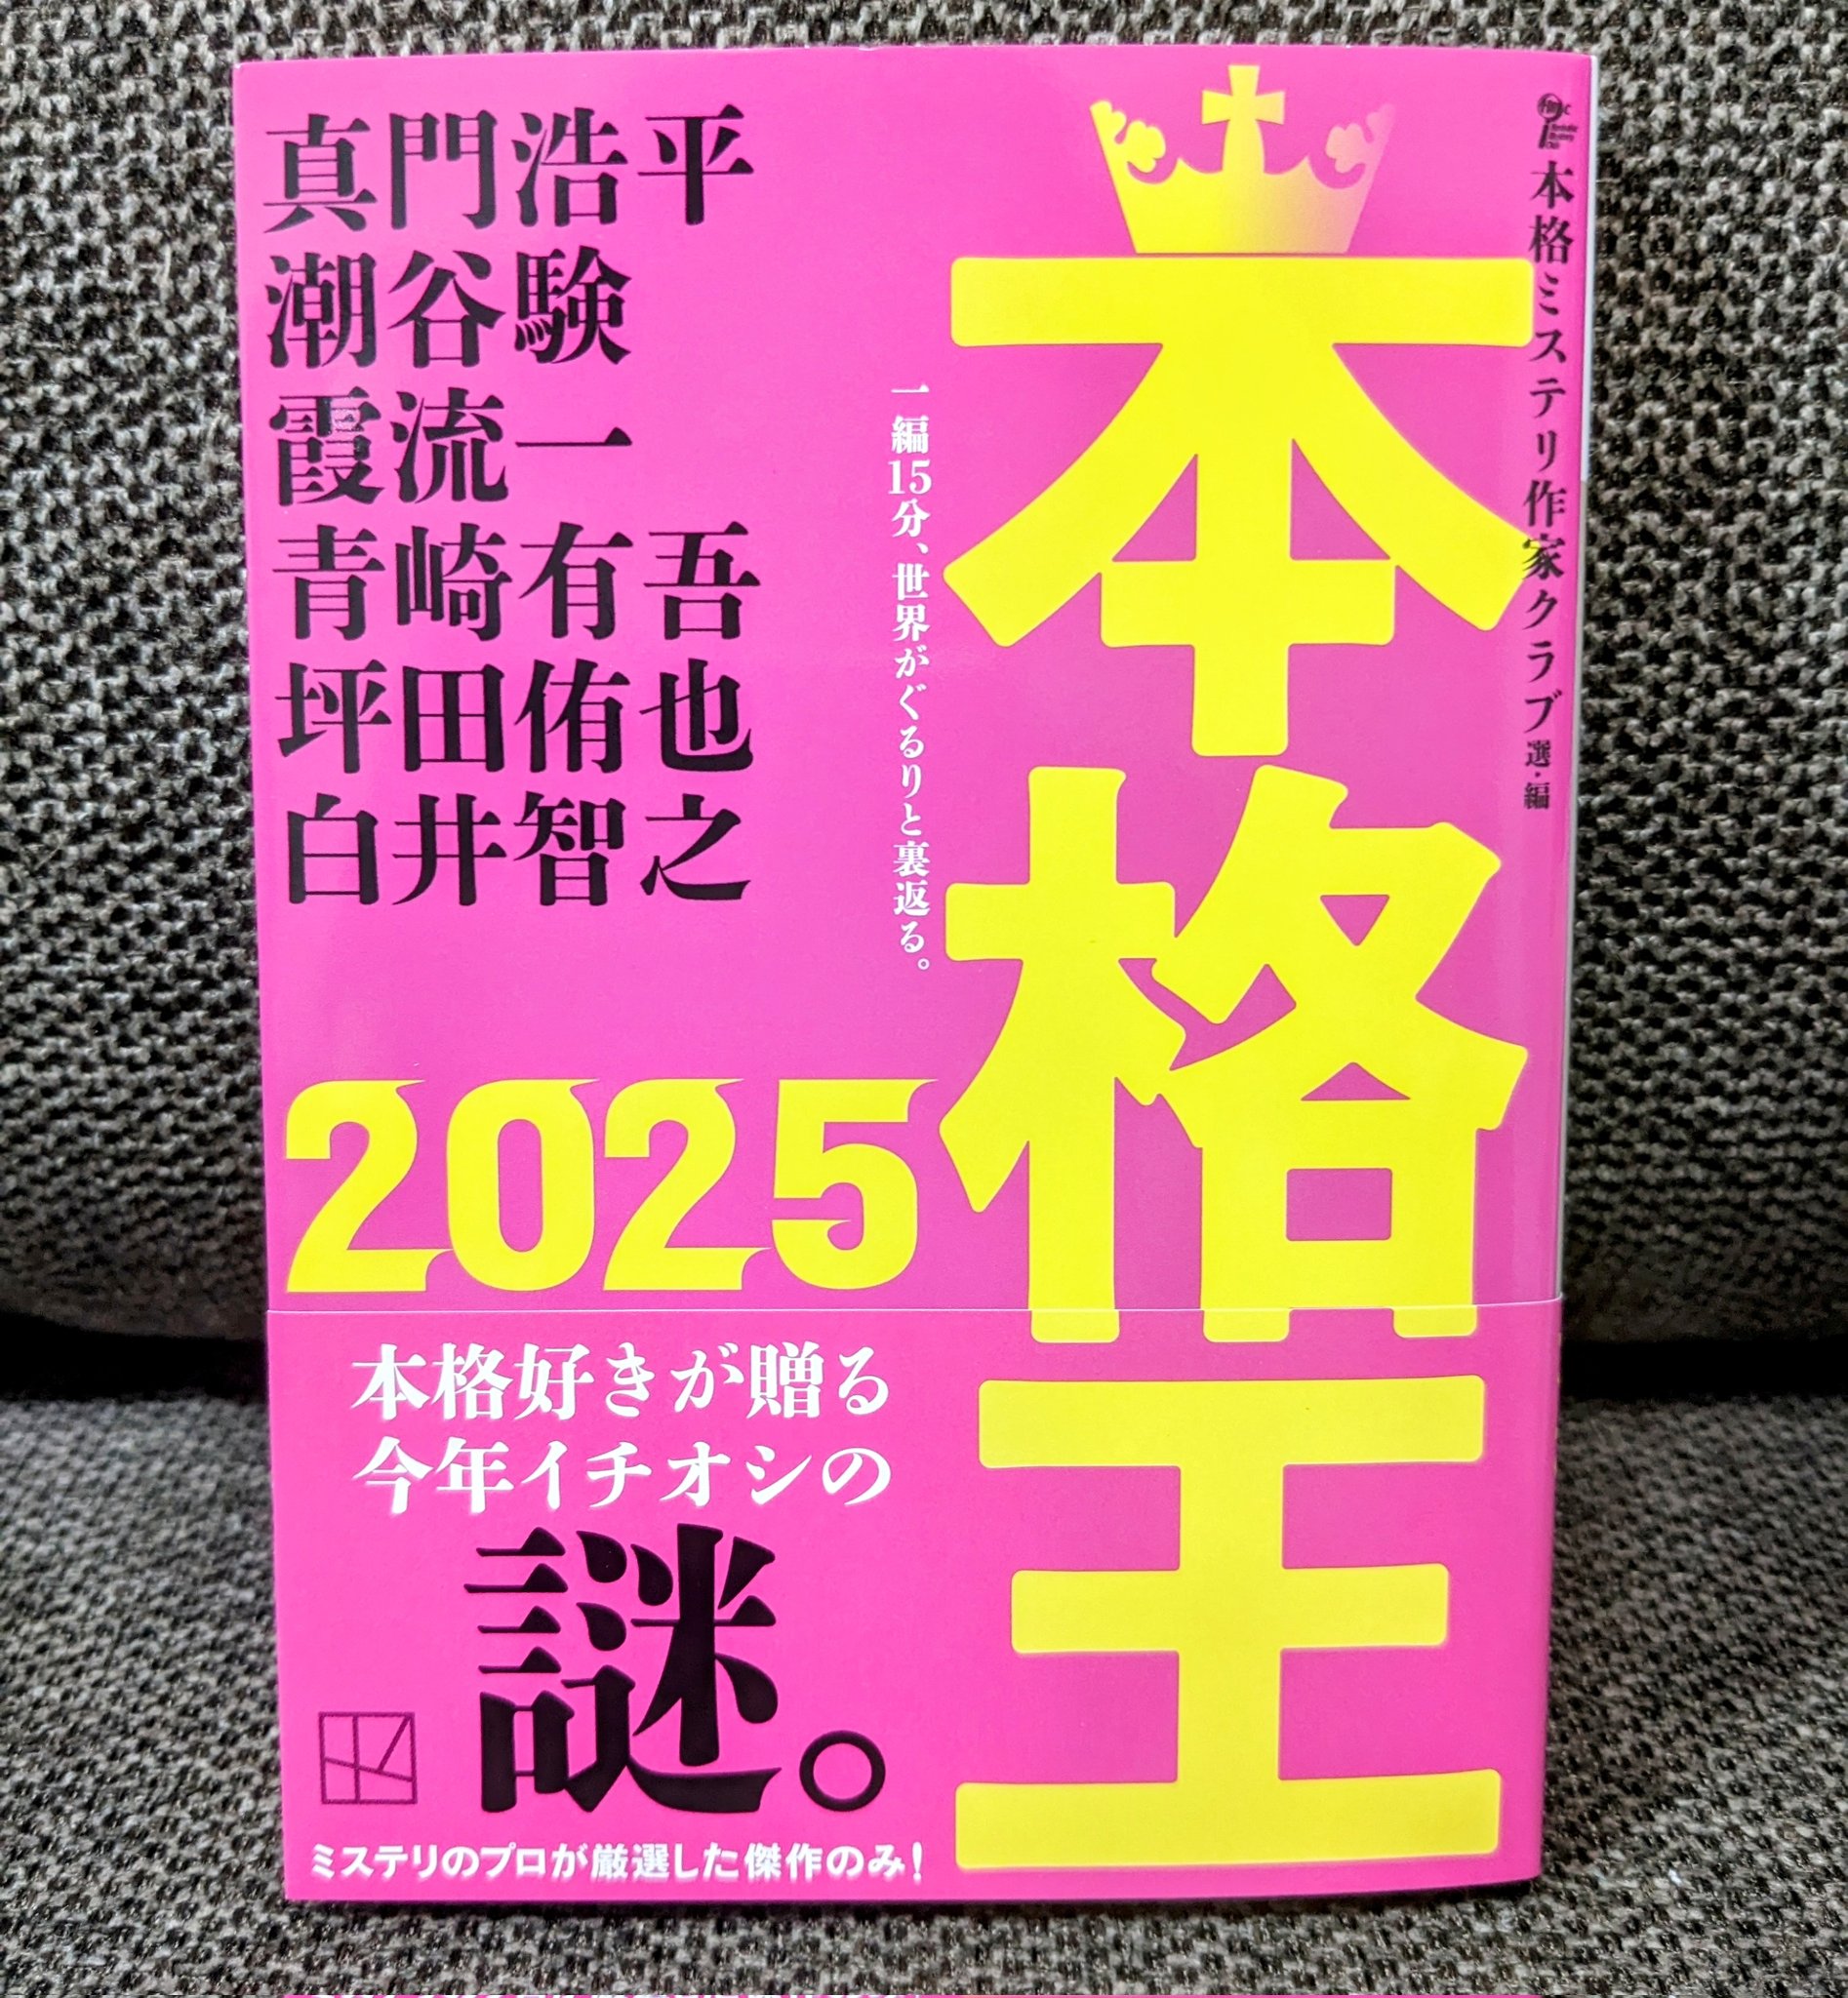 本格ミステリ作家クラブ 選・編
本格王
一編15分、世界がぐるりと裏返る。
真門浩平
潮谷験
霞流一
青崎有吾
坪田侑也
白井智之
2025
本格好きが贈る
今年イチオシの
謎。
ミステリのプロが厳選した傑作のみ!